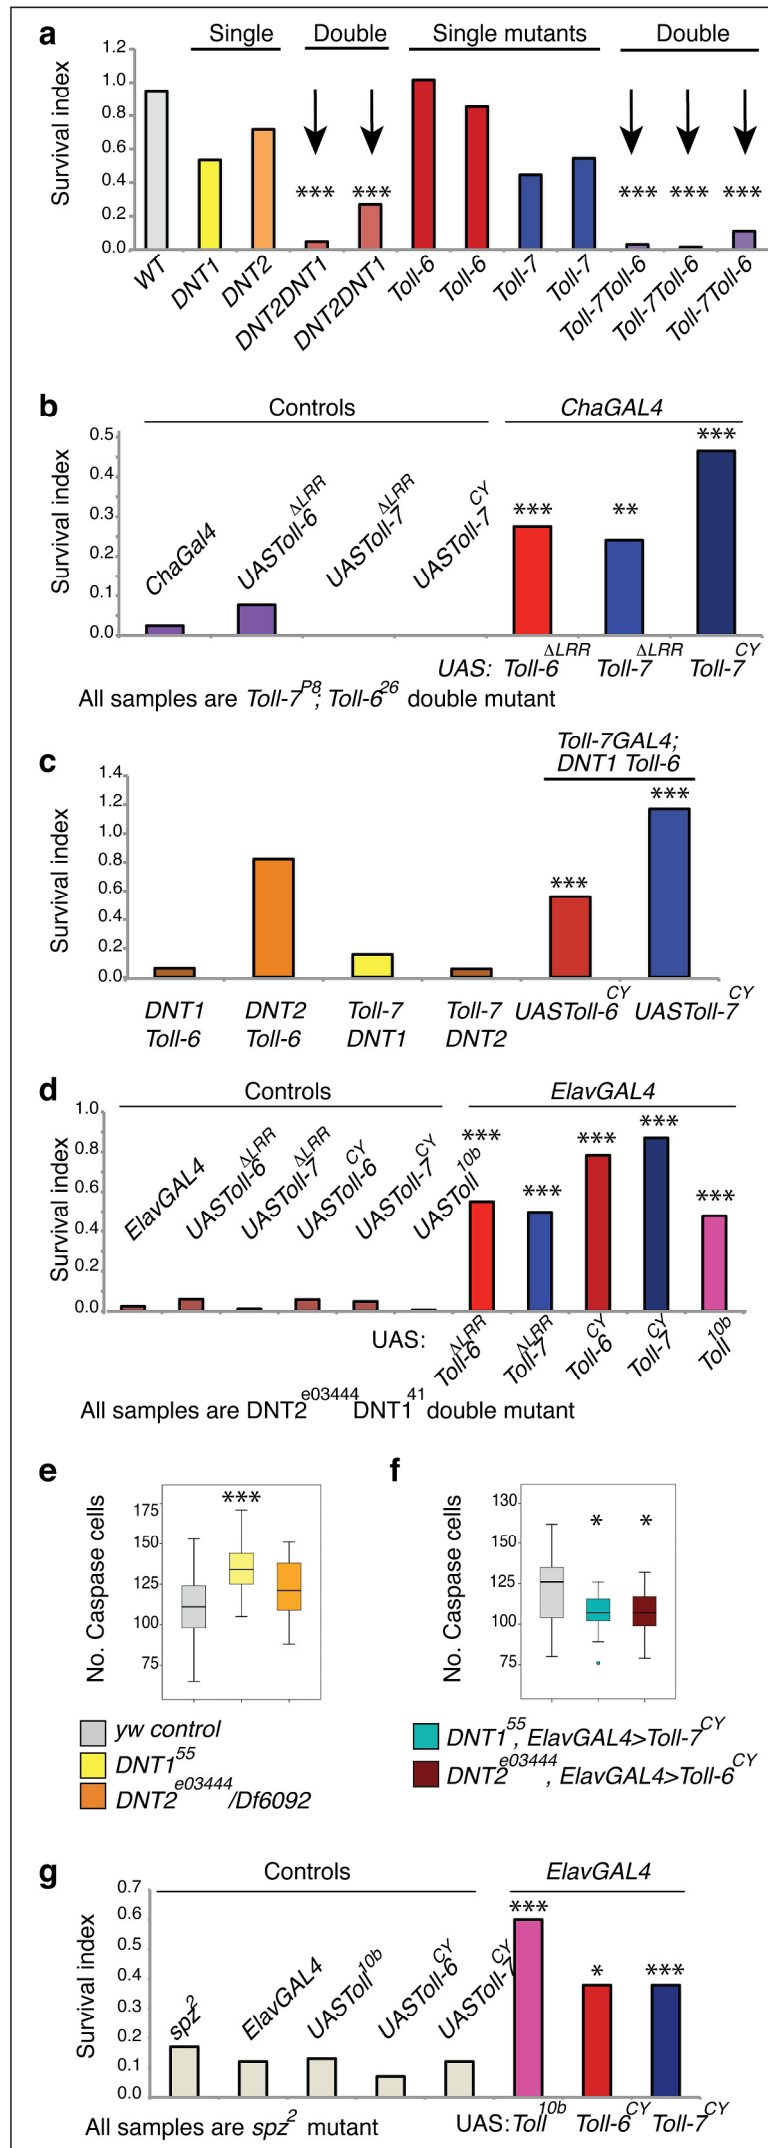 a
Single Double Single mutants Double
Survival index
1.2
1.0
0.8
0.6
0.4
0.2
0.0
*** *** *** *** ***
WT DNT1 DNT2 DNT2DNT1 DNT2DNT1 Toll-6 Toll-6 Toll-7 Toll-7 Toll-7Toll-6 Toll-7Toll-6 Toll-7Toll-6
b
Controls ChaGAL4
Survival index
0.5
0.4
0.3
0.2
0.1
0.0
ChaGal4 UASToll-6ΔLRR UASToll-7ΔLRR UASToll-7CY
*** ** ***
UAS: Toll-6ΔLRR Toll-7ΔLRR Toll-7CY
All samples are Toll-7P8; Toll-626 double mutant
c
Toll-7GAL4;
DNT1 Toll-6
Survival index
1.4
1.2
1.0
0.8
0.6
0.4
0.2
0.0
*** ***
DNT1 DNT2 Toll-7 Toll-7 UASToll-6CY UASToll-7CY
Toll-6 Toll-6 DNT1 DNT2
d
Controls ElavGAL4
Survival index
1.0
0.8
0.6
0.4
0.2
0.0
ElavGAL4 UASToll-6ΔLRR UASToll-7ΔLRR UASToll-6CY UASToll-7CY UASToll10b
*** *** *** *** ***
UAS: Toll-6ΔLRR Toll-7ΔLRR Toll-6CY Toll-7CY Toll10b
All samples are DNT2e03444DNT141 double mutant
e
No. Caspase cells
175
150
125
100
75
***
yw control
DNT155
DNT2e03444/Df6092
f
No. Caspase cells
130
150
125
100
75
* *
DNT155, ElavGAL4>Toll-7CY
DNT2e03444, ElavGAL4>Toll-6CY
g
Controls ElavGAL4
Survival index
0.7
0.6
0.5
0.4
0.3
0.2
0.1
0.0
spz2 ElavGAL4 UASToll10b UASToll-6CY UASToll-7CY
*** * ***
UAS: Toll10b Toll-6CY Toll-7CY
All samples are spz2 mutant